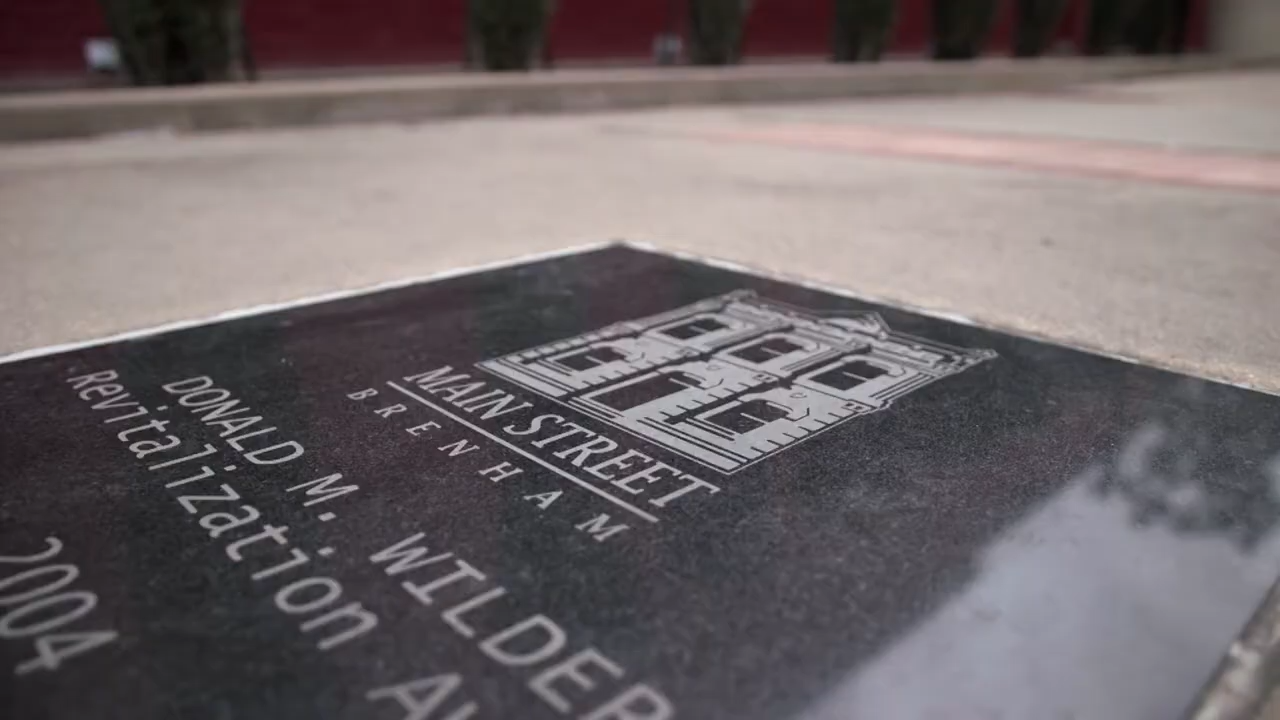 MAIN STREET
BRENHAM
DONALD M. WILDER
Revitalization
2004